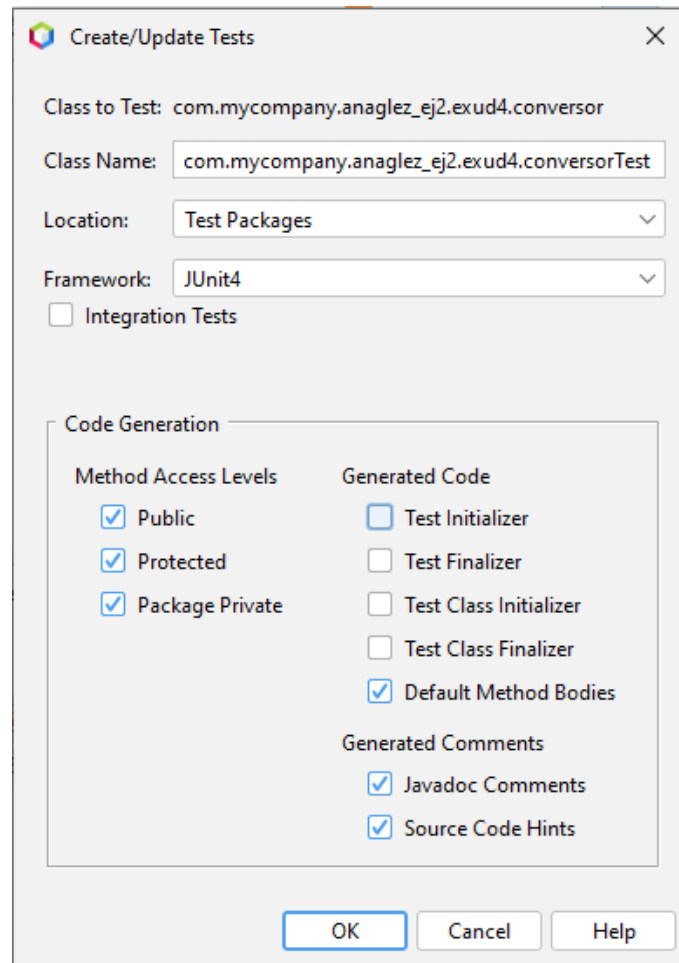 Create/Update Tests
Class to Test: com.mycompany.anaglez_ej2.exud4.conversor
Class Name: com.mycompany.anaglez_ej2.exud4.conversorTest
Location: Test Packages
Framework: JUnit4
Integration Tests
Code Generation
Method Access Levels
Public
Protected
Package Private
Generated Code
Test Initializer
Test Finalizer
Test Class Initializer
Test Class Finalizer
Default Method Bodies
Generated Comments
Javadoc Comments
Source Code Hints
OK Cancel Help